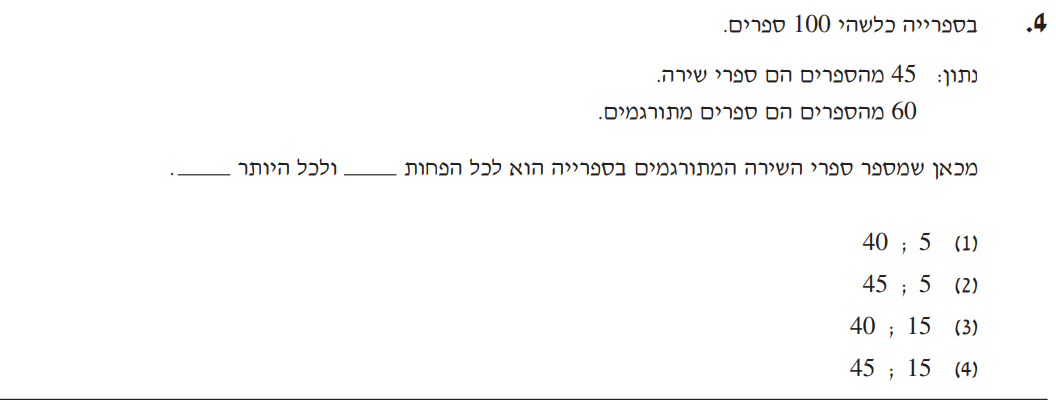 4. בספרייה כלשהי 100 ספרים.
נתון: 45 מהספרים הם ספרי שירה.
60 מהספרים הם ספרים מתורגמים.
מכאן שמספר ספרי השירה המתורגמים בספרייה הוא לכל הפחות _____ ולכל היותר _____.
(1) 5 ; 40
(2) 5 ; 45
(3) 15 ; 40
(4) 15 ; 45